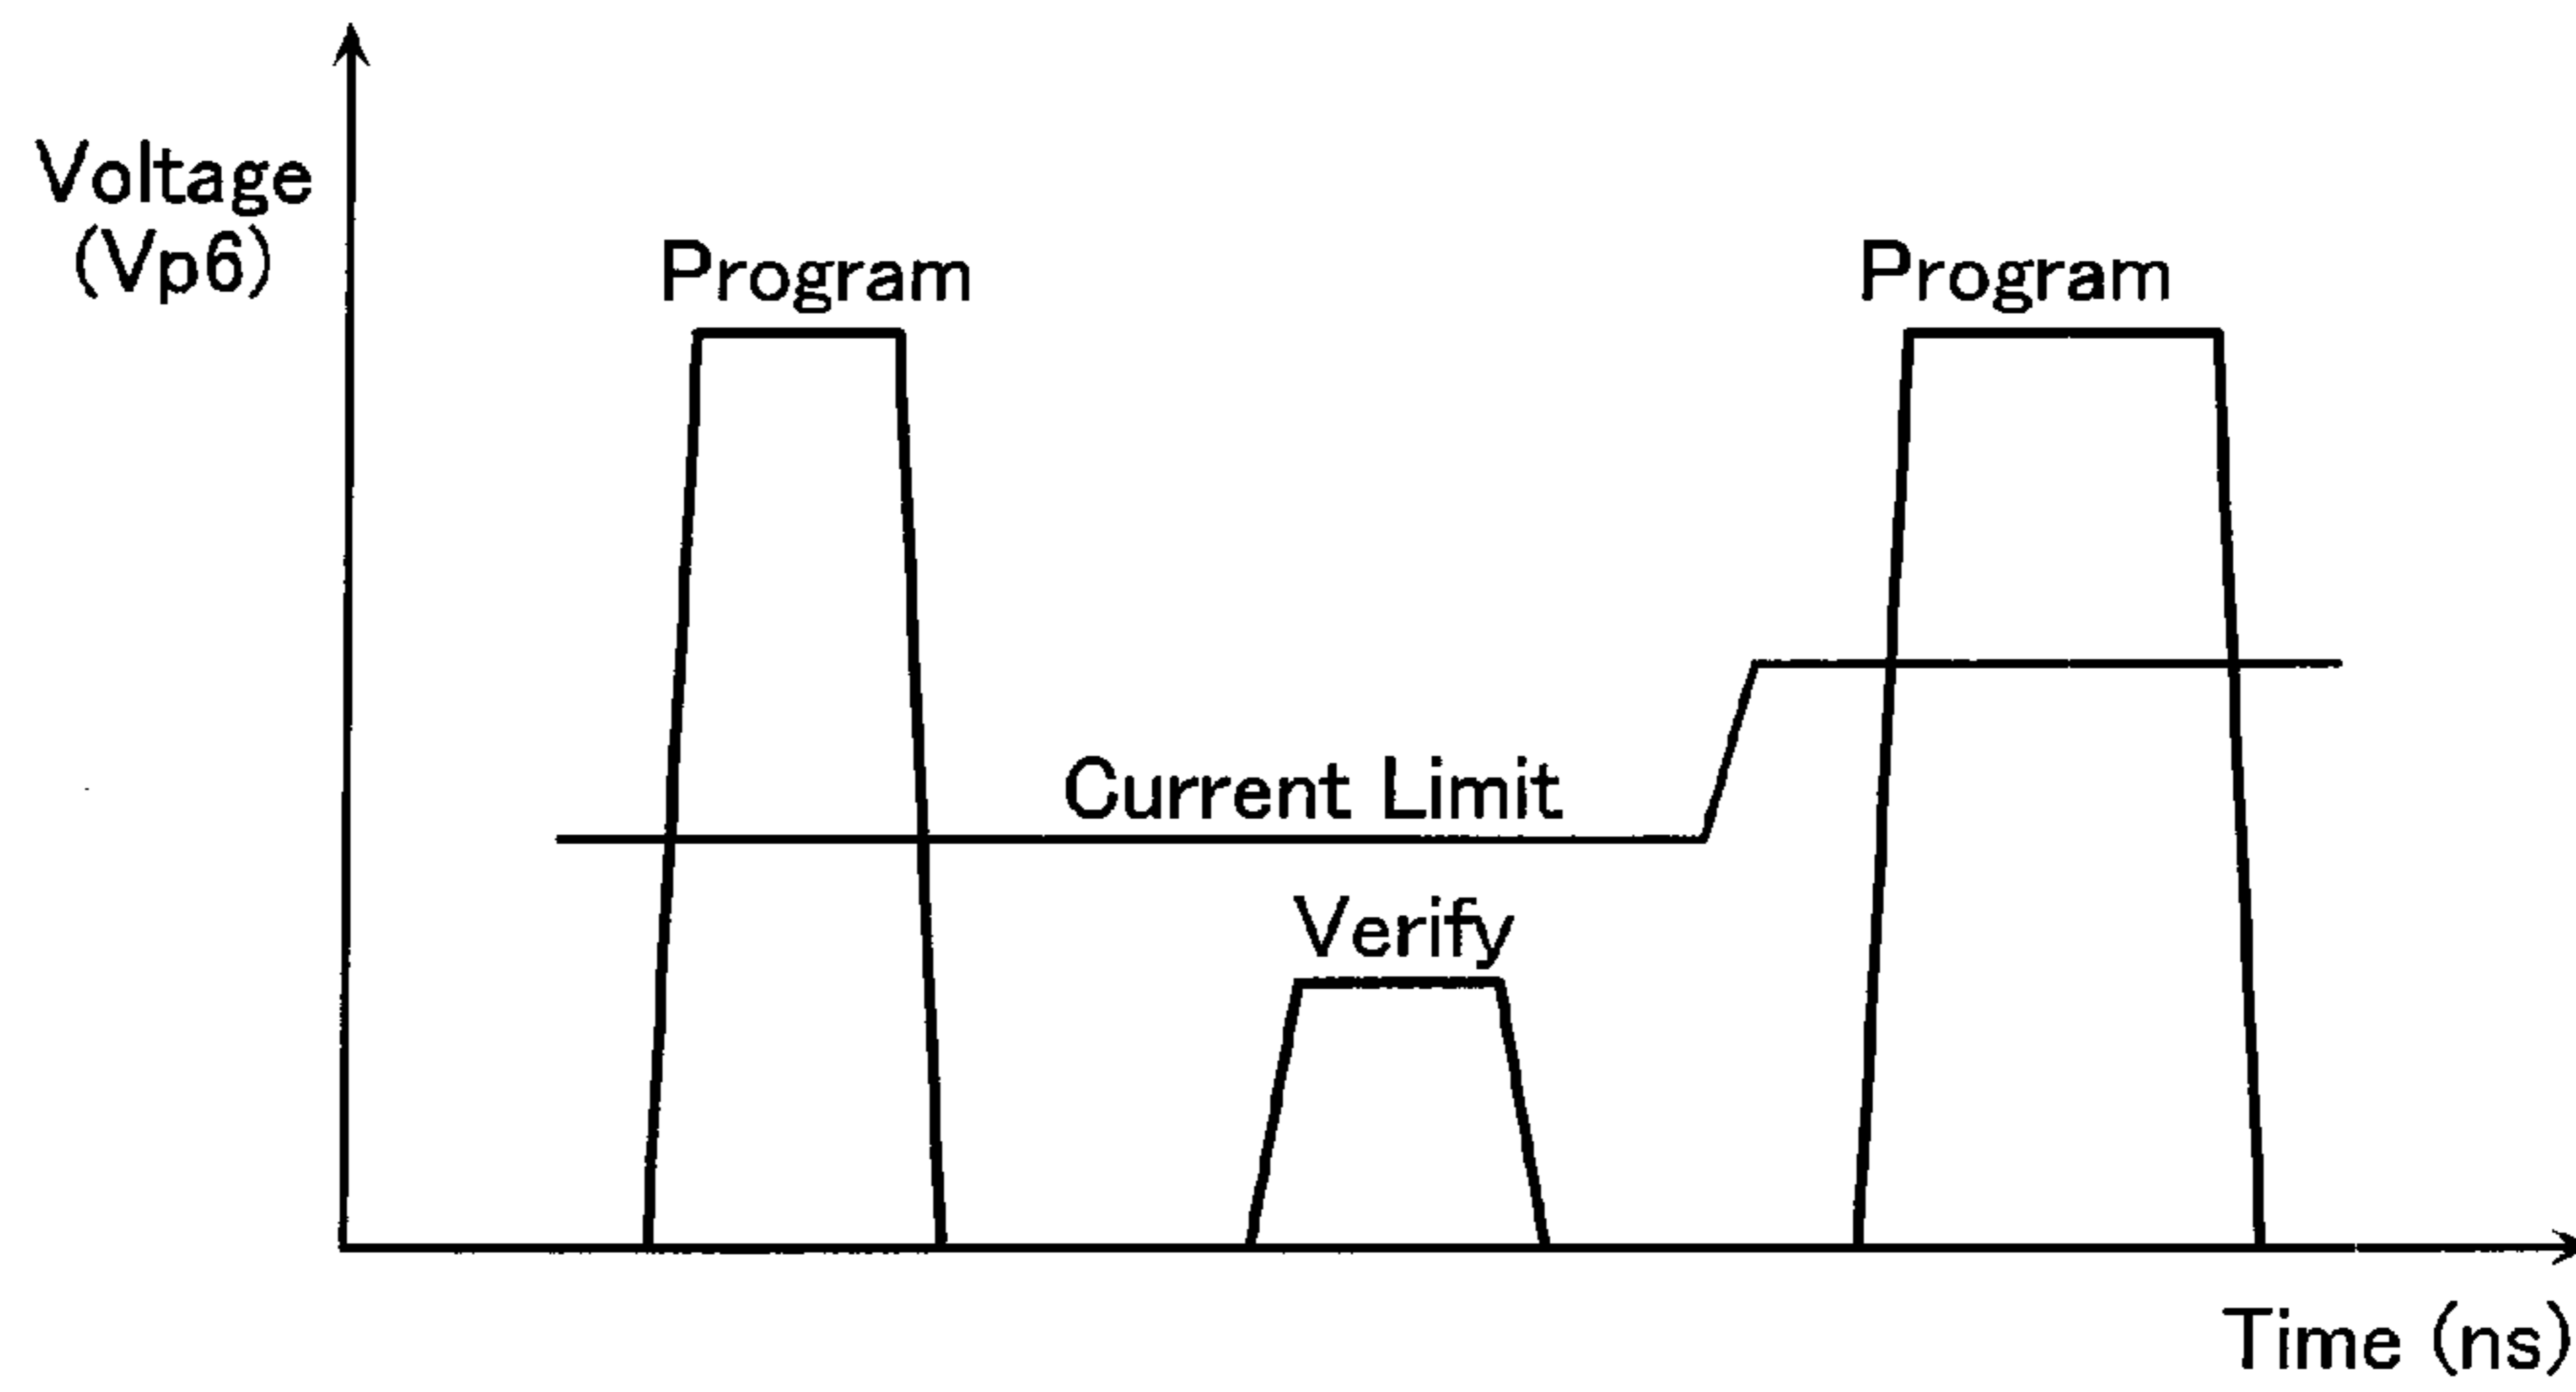 Voltage
(Vp6)
Program
Program
Current Limit
Verify
Time (ns)